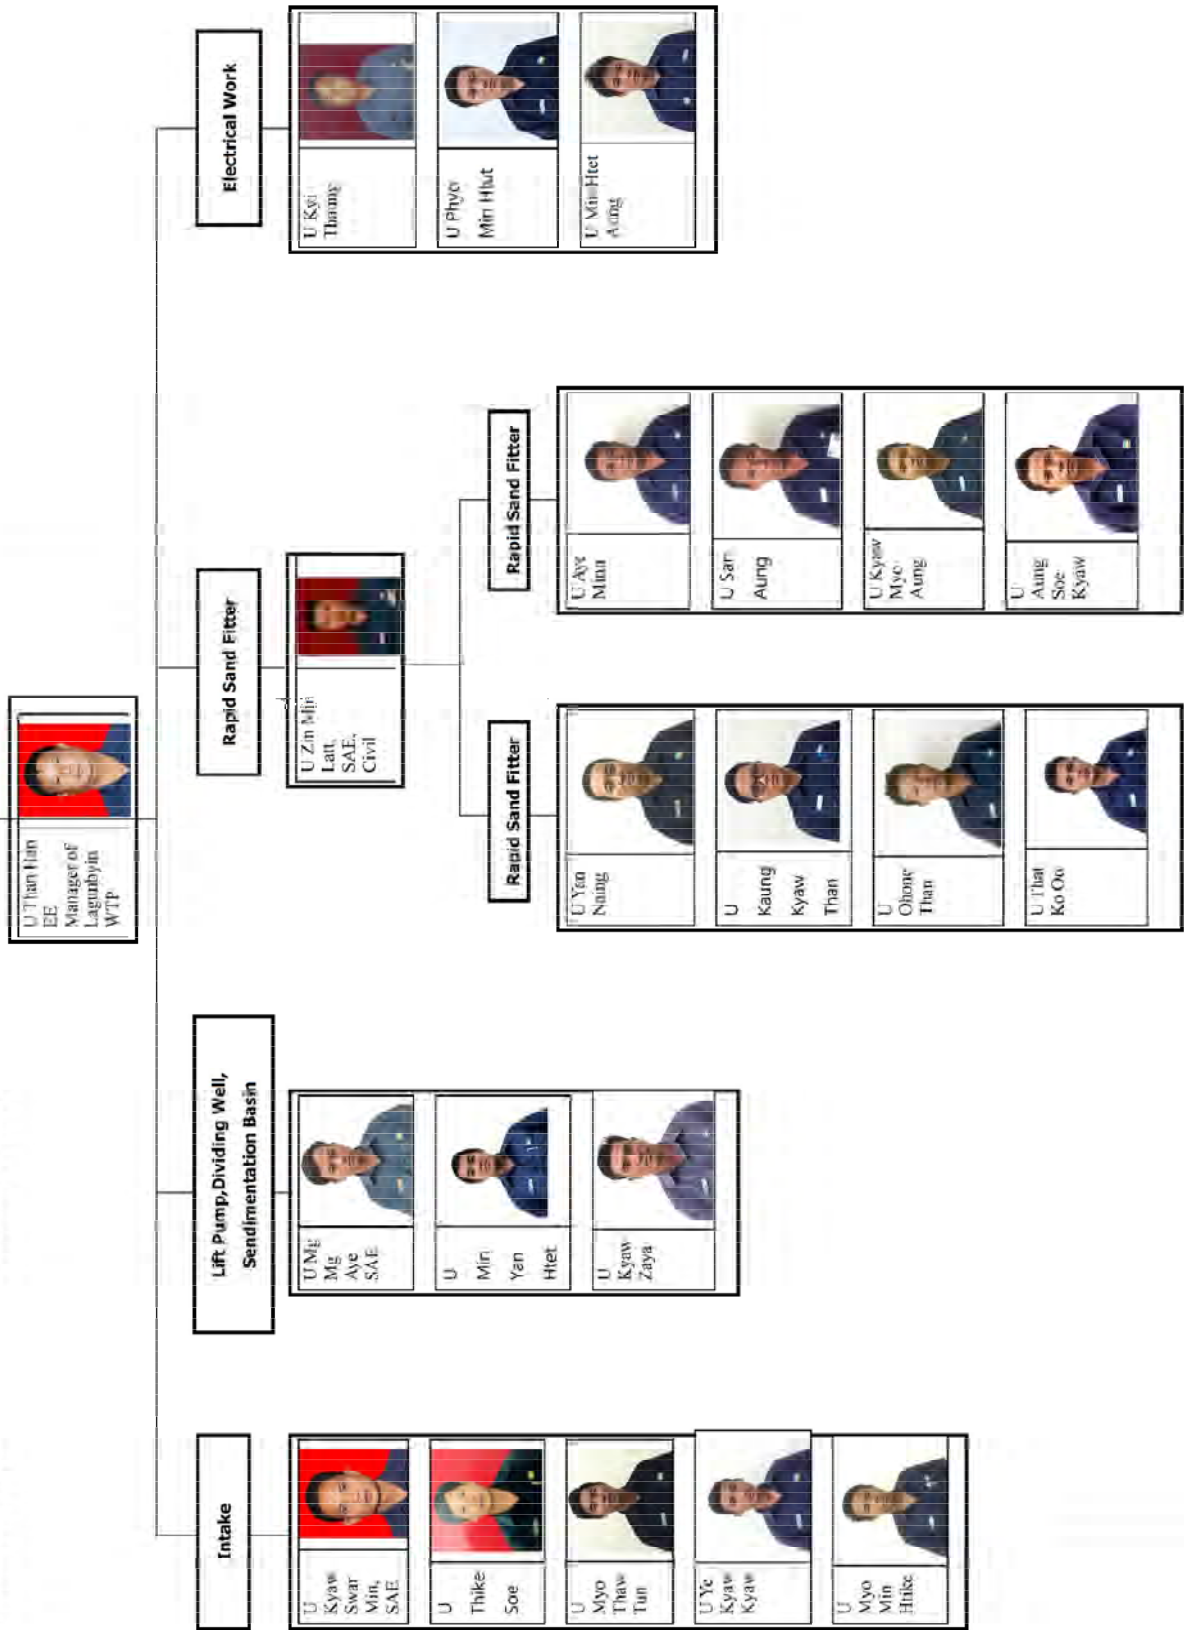 U Than Han
EE
Manager of
Lagunbyin
WTP
Intake
U
Kyaw
Swar
Min,
SAE
U
Thike
Soe
U
Myo
Thaw
Tun
U Ye
Kyaw
Kyaw
U
Myo
Min
Htike
Lift Pump,Dividing Well,
Sendimentation Basin
U Mg
Mg
Aye
SAE
U
Min
Yan
Htet
U
Kyaw
Zaya
Rapid Sand Fitter
U Zin Min
Latt,
SAE,
Civil
Rapid Sand Fitter
U Yan
Naing
U
Kaung
Kyaw
Than
U
Ohone
Than
U That
Ko Oo
Rapid Sand Fitter
U Aye
Minn
U San
Aung
U Kyaw
Myo
Aung
U
Aung
Soe
Kyaw
Electrical Work
U Kyi
Thaung
U Phyo
Min Hlut
U Min Htet
Aung